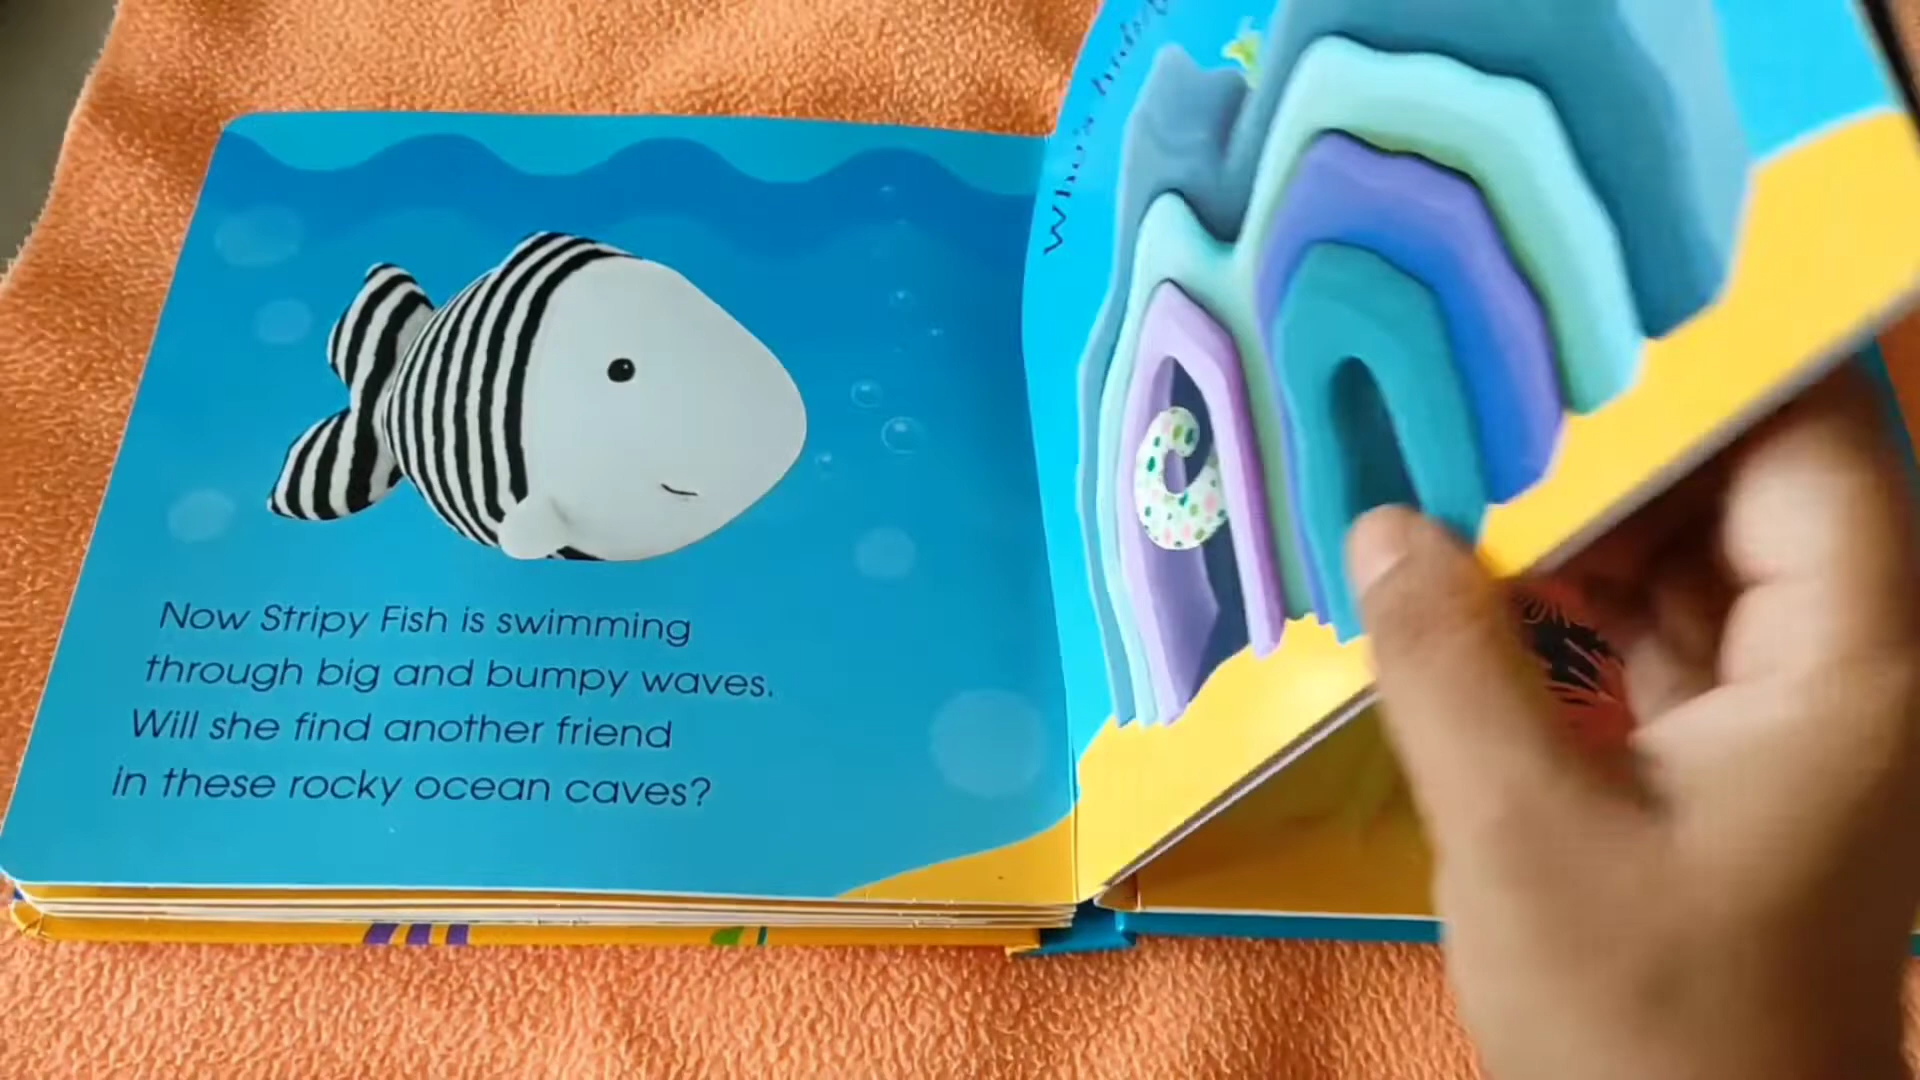 Now Stripy Fish is swimming
through big and bumpy waves.
Will she find another friend
in these rocky ocean caves?
Who's